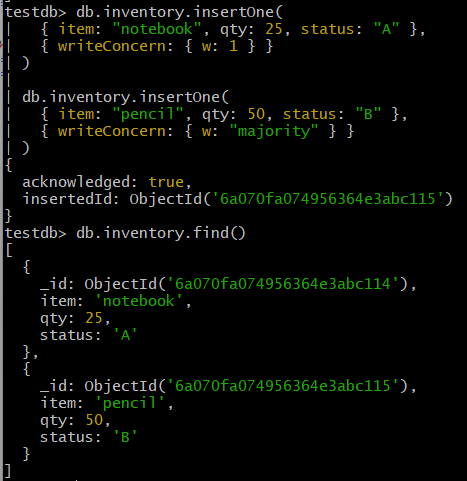 testdb> db.inventory.insertOne(
|   { item: "notebook", qty: 25, status: "A" },
|   { writeConcern: { w: 1 } }
| )
|
| db.inventory.insertOne(
|   { item: "pencil", qty: 50, status: "B" },
|   { writeConcern: { w: "majority" } }
| )
{
  acknowledged: true,
  insertedId: ObjectId('6a070fa074956364e3abc115')
}
testdb> db.inventory.find()
[
  {
    _id: ObjectId('6a070fa074956364e3abc114'),
    item: 'notebook',
    qty: 25,
    status: 'A'
  },
  {
    _id: ObjectId('6a070fa074956364e3abc115'),
    item: 'pencil',
    qty: 50,
    status: 'B'
  }
]